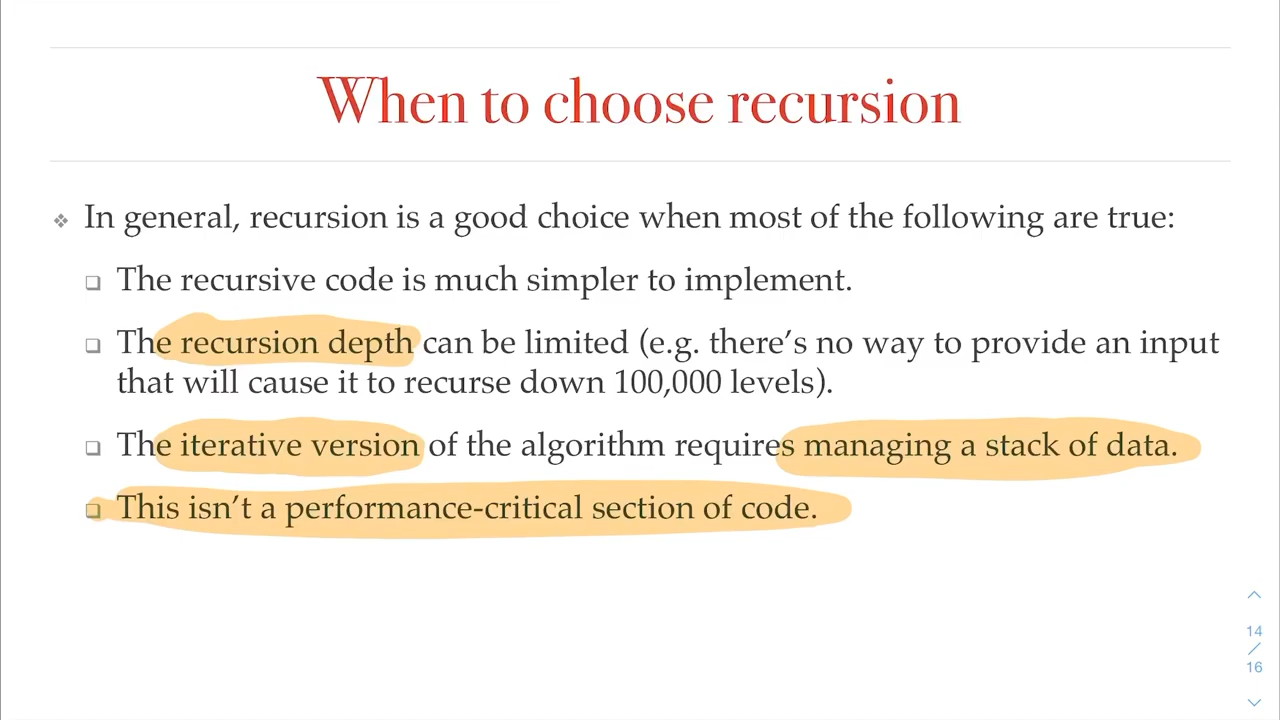 When to choose recursion
❖ In general, recursion is a good choice when most of the following are true:
❑ The recursive code is much simpler to implement.
❑ The recursion depth can be limited (e.g. there’s no way to provide an input
that will cause it to recurse down 100,000 levels).
❑ The iterative version of the algorithm requires managing a stack of data.
❑ This isn’t a performance-critical section of code.
14
/
16